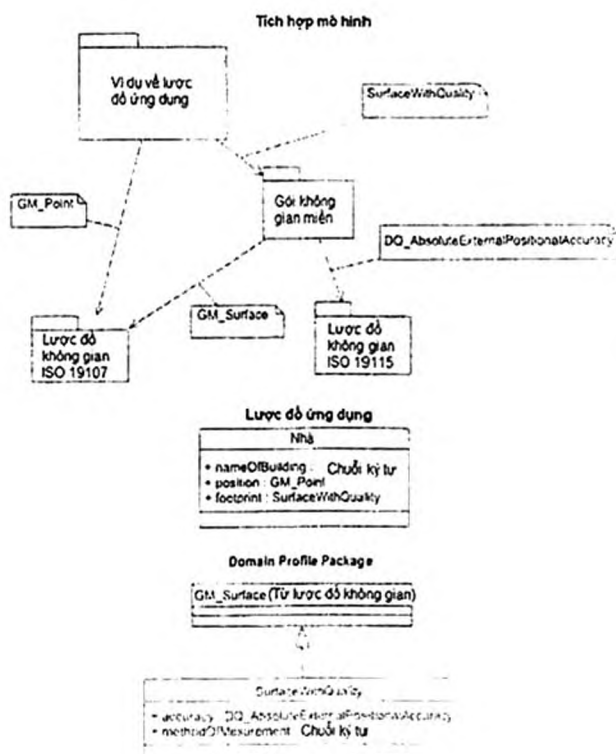 Tích hợp mô hình
Ví dụ về lược
đồ ứng dụng
SurfaceWithQuality
GM_Point
Gói không
gian miền
DQ_AbsoluteExternalPositionalAccuracy
GM_Surface
Lược đồ
không gian
ISO 19107
Lược đồ
không gian
ISO 19115
Lược đồ ứng dụng
Nhà
+ nameOfBuilding : Chuỗi ký tự
+ position : GM_Point
+ footprint : SurfaceWithQuality
Domain Profile Package
GM_Surface (Từ lược đồ không gian)
SurfaceWithQuality
+ accuracy : DQ_AbsoluteExternalPositionalAccuracy
+ methodOfMesurement : Chuỗi ký tự